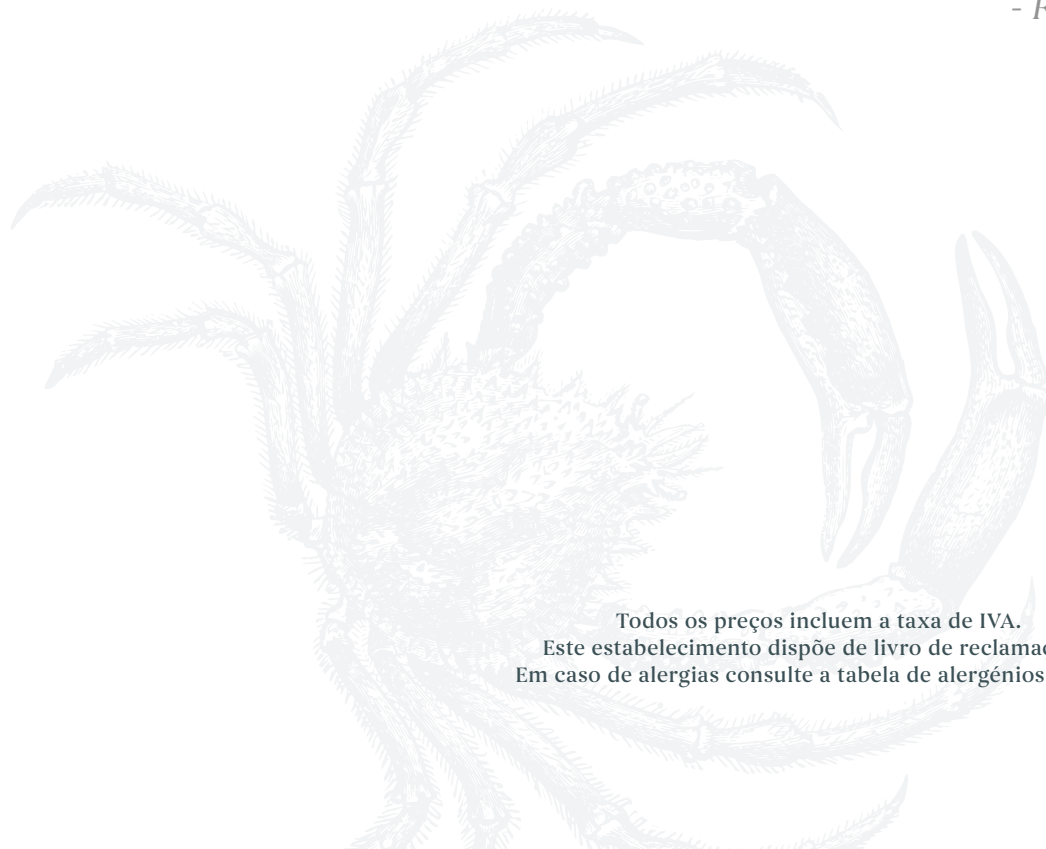 - F
Todos os preços incluem a taxa de IVA.
Este estabelecimento dispõe de livro de
Em caso de alergias consulte a tabela de alergénios